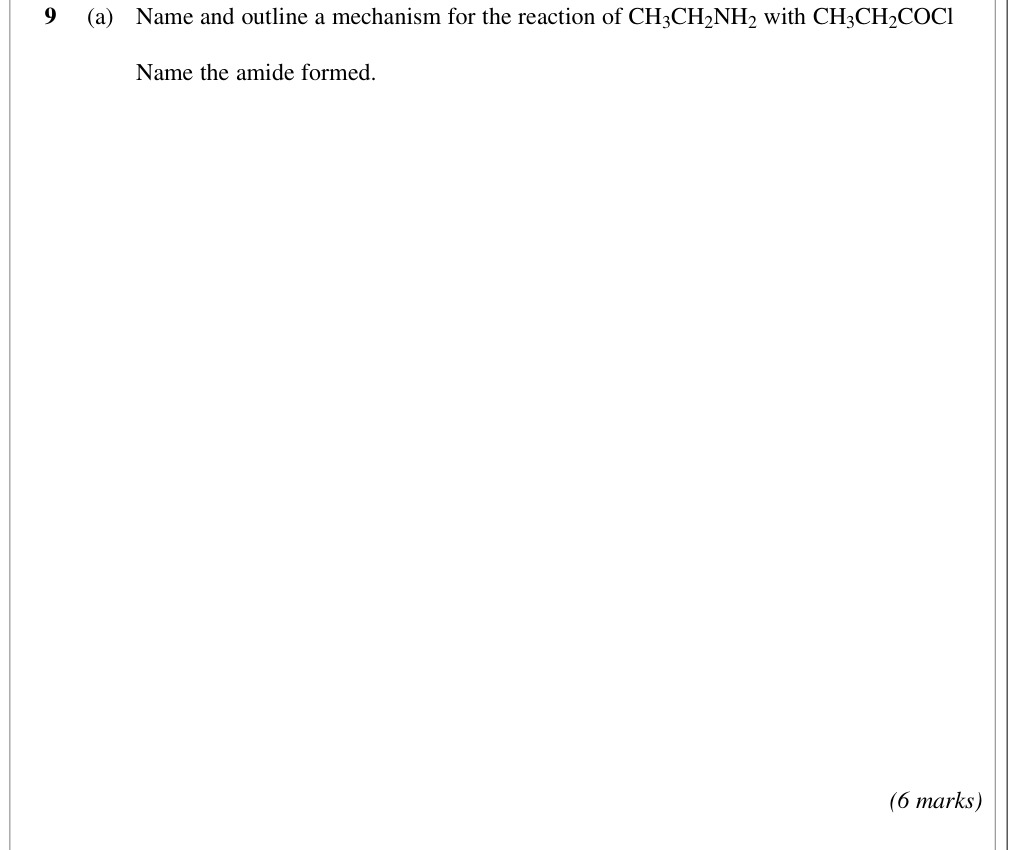 9 (a) Name and outline a mechanism for the reaction of CH₃CH₂NH₂ with CH₃CH₂COCl
Name the amide formed.
(6 marks)